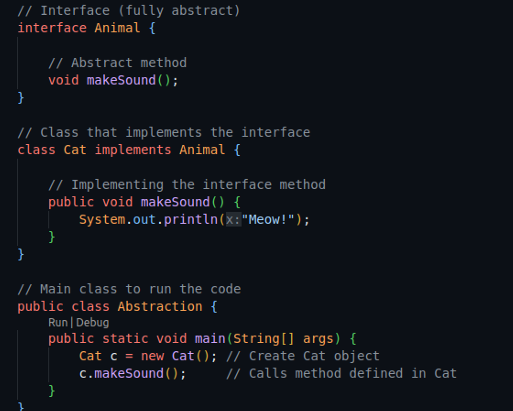 // Interface (fully abstract)
interface Animal {
    // Abstract method
    void makeSound();
}
// Class that implements the interface
class Cat implements Animal {
    // Implementing the interface method
    public void makeSound() {
        System.out.println(x:"Meow!");
    }
}
// Main class to run the code
public class Abstraction {
    Run | Debug
    public static void main(String[] args) {
        Cat c = new Cat(); // Create Cat object
        c.makeSound();     // Calls method defined in Cat
    }
}